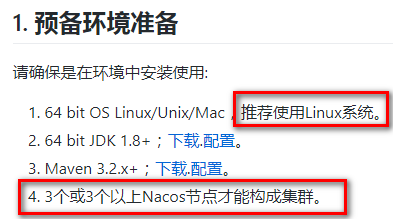 1. 预备环境准备
请确保是在环境中安装使用:
1. 64 bit OS Linux/Unix/Mac，推荐使用Linux系统。
2. 64 bit JDK 1.8+；下载.配置。
3. Maven 3.2.x+；下载.配置。
4. 3个或3个以上Nacos节点才能构成集群。